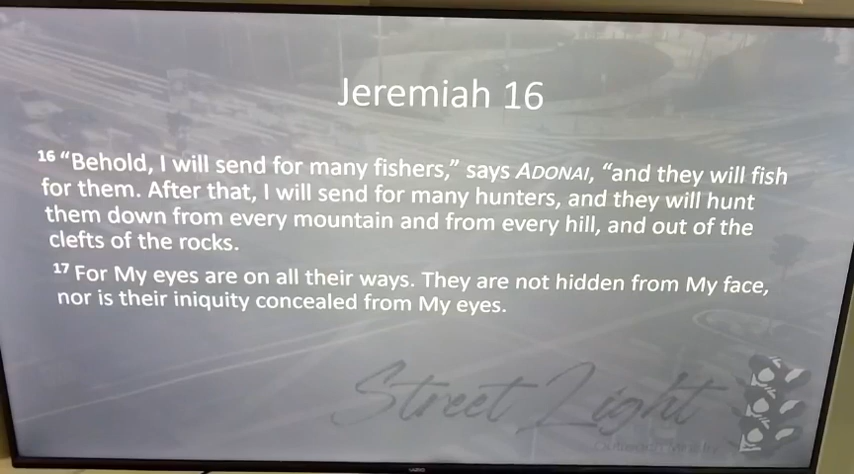 Jeremiah 16
16 “Behold, I will send for many fishers,” says ADONAI, “and they will fish
for them. After that, I will send for many hunters, and they will hunt
them down from every mountain and from every hill, and out of the
clefts of the rocks.
17 For My eyes are on all their ways. They are not hidden from My face,
nor is their iniquity concealed from My eyes.
Street Light
VIZIO